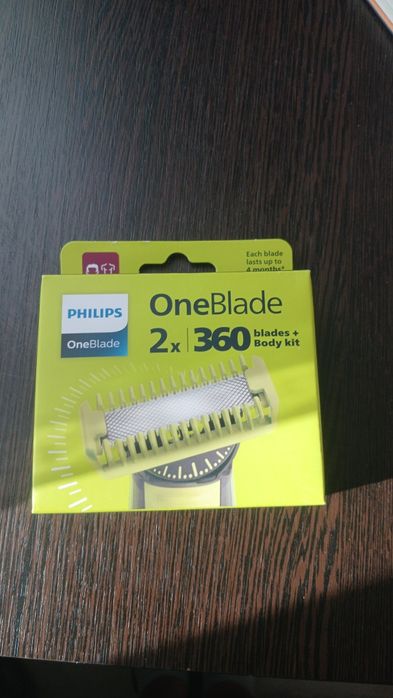 Each blade
lasts up to
4 months*
PHILIPS
OneBlade
OneBlade
2x 360 blades +
Body kit